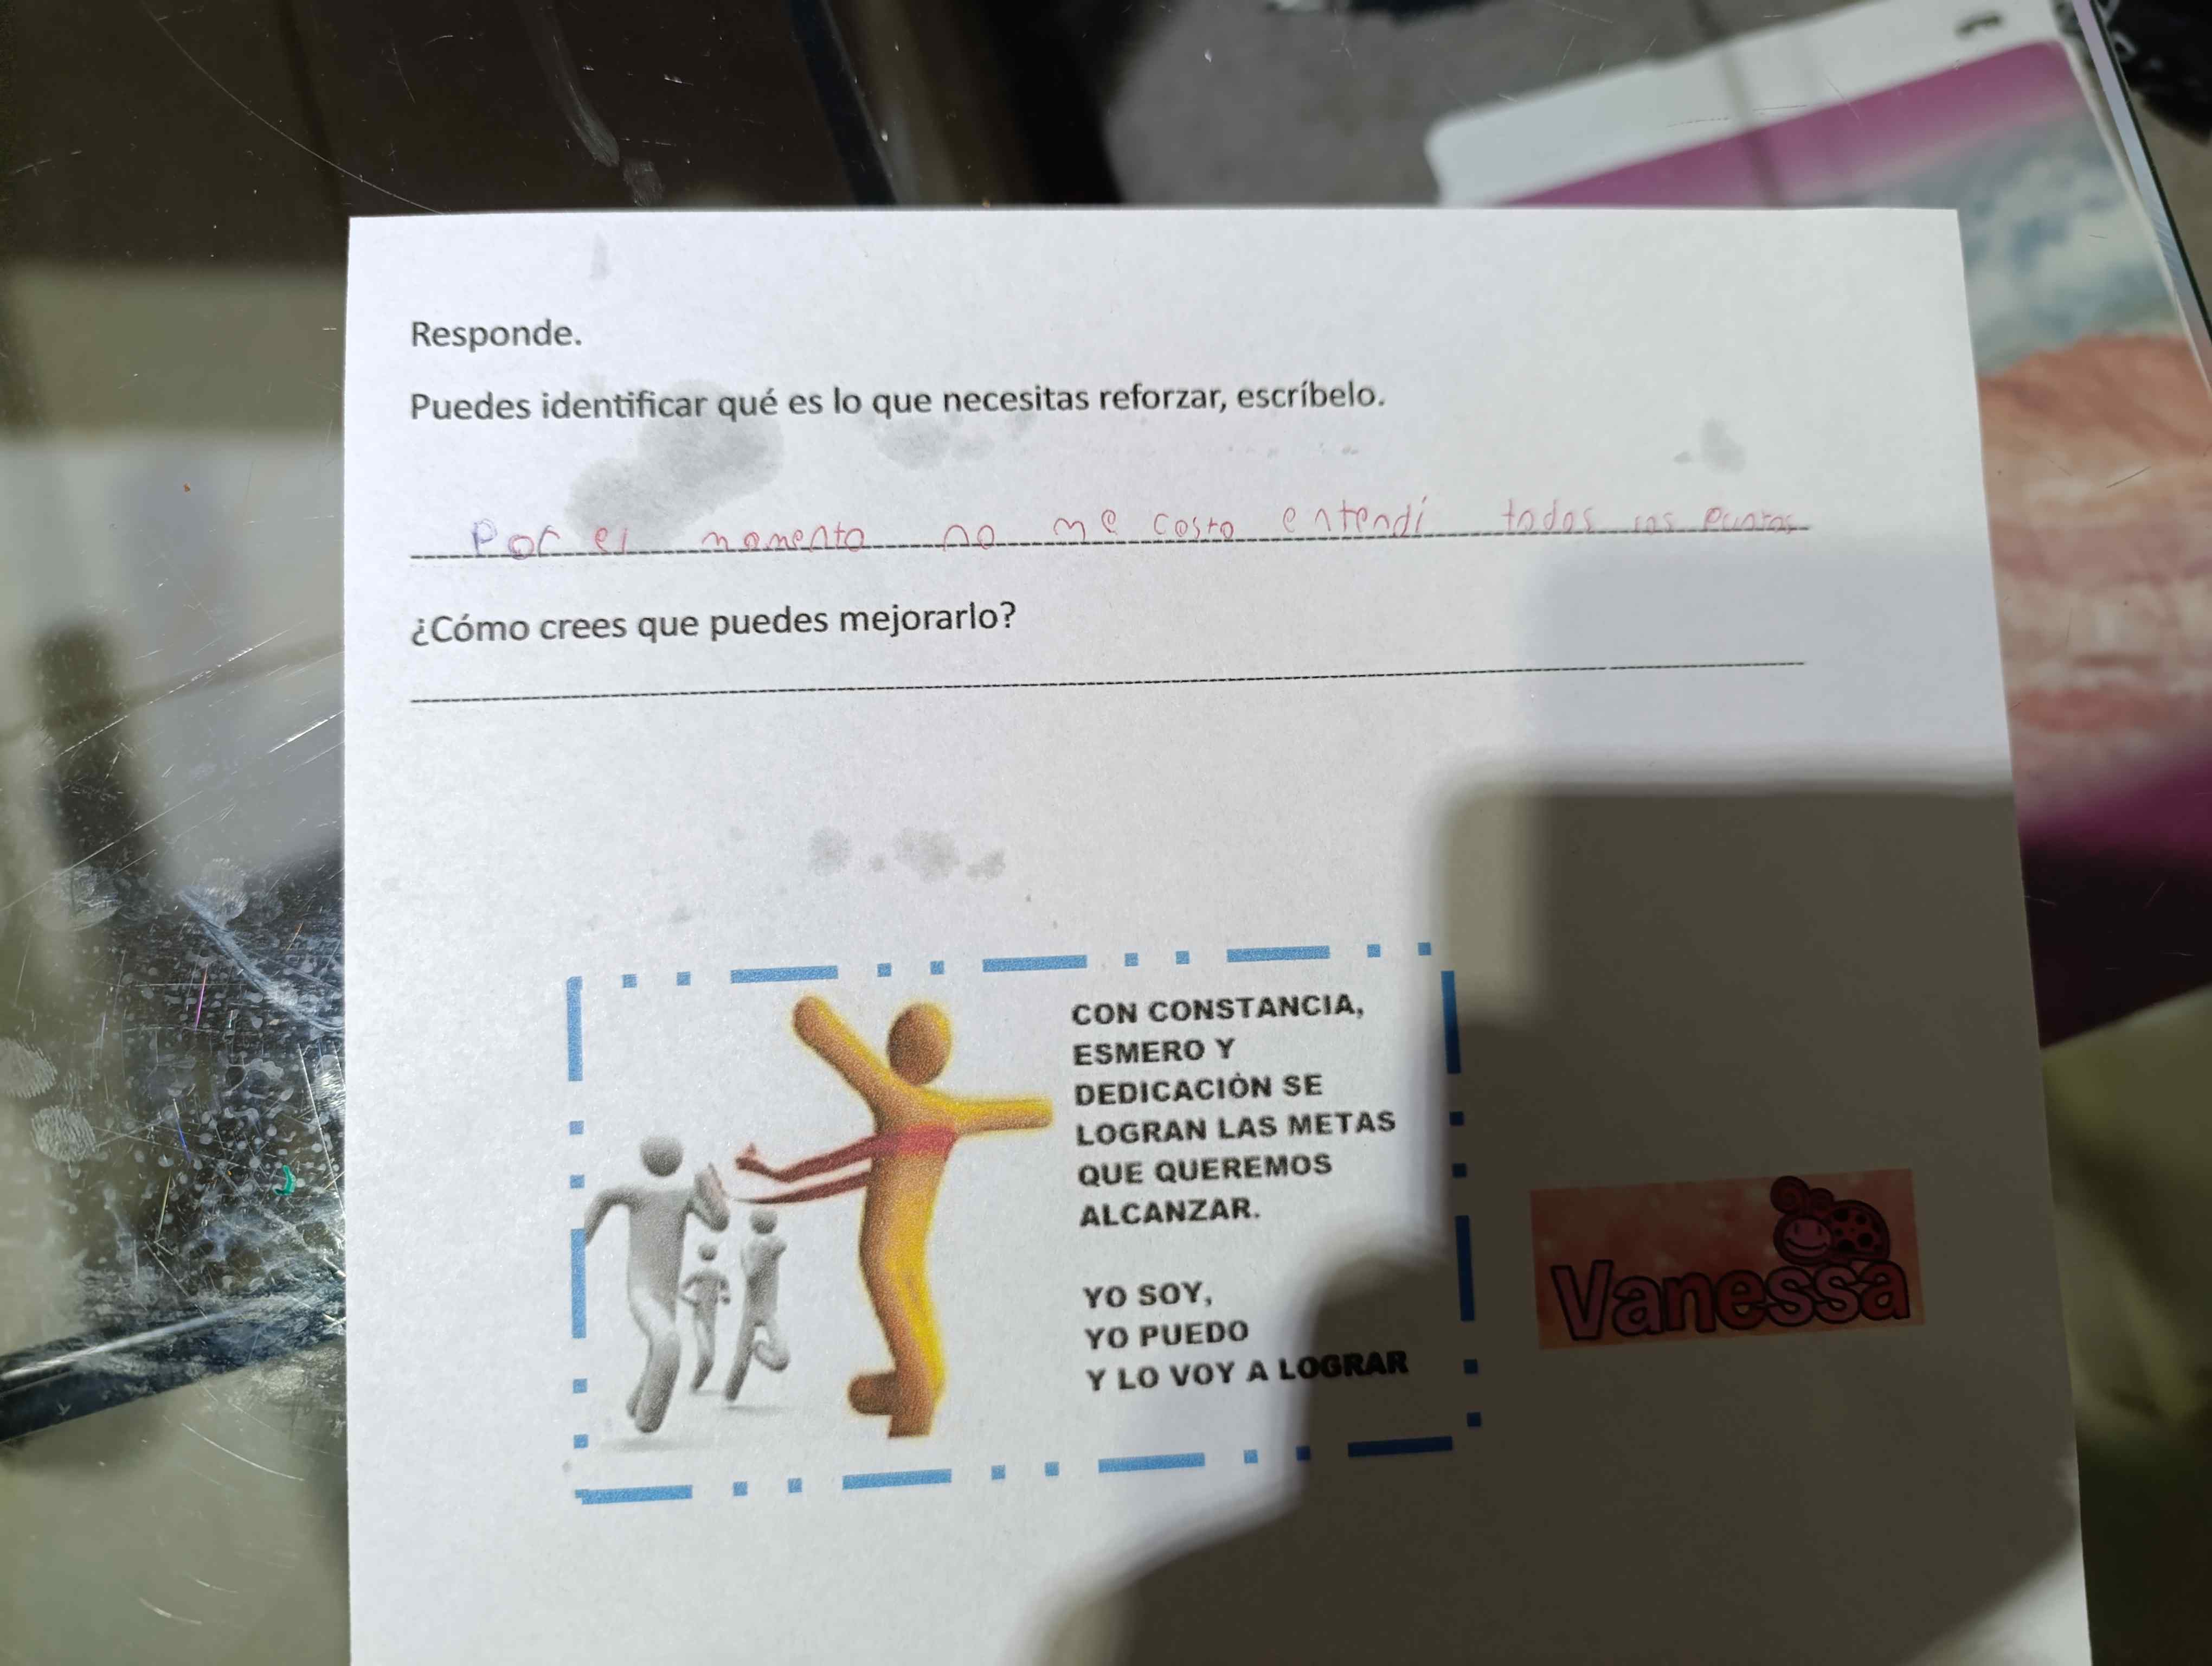 Responde.
Puedes identificar qué es lo que necesitas reforzar, escríbelo.
Por el momento no me costo entendí todos los puntos
¿Cómo crees que puedes mejorarlo?
CON CONSTANCIA,
ESMERO Y
DEDICACIÓN SE
LOGRAN LAS METAS
QUE QUEREMOS
ALCANZAR.
YO SOY,
YO PUEDO
Y LO VOY A LOGRAR
Vanessa